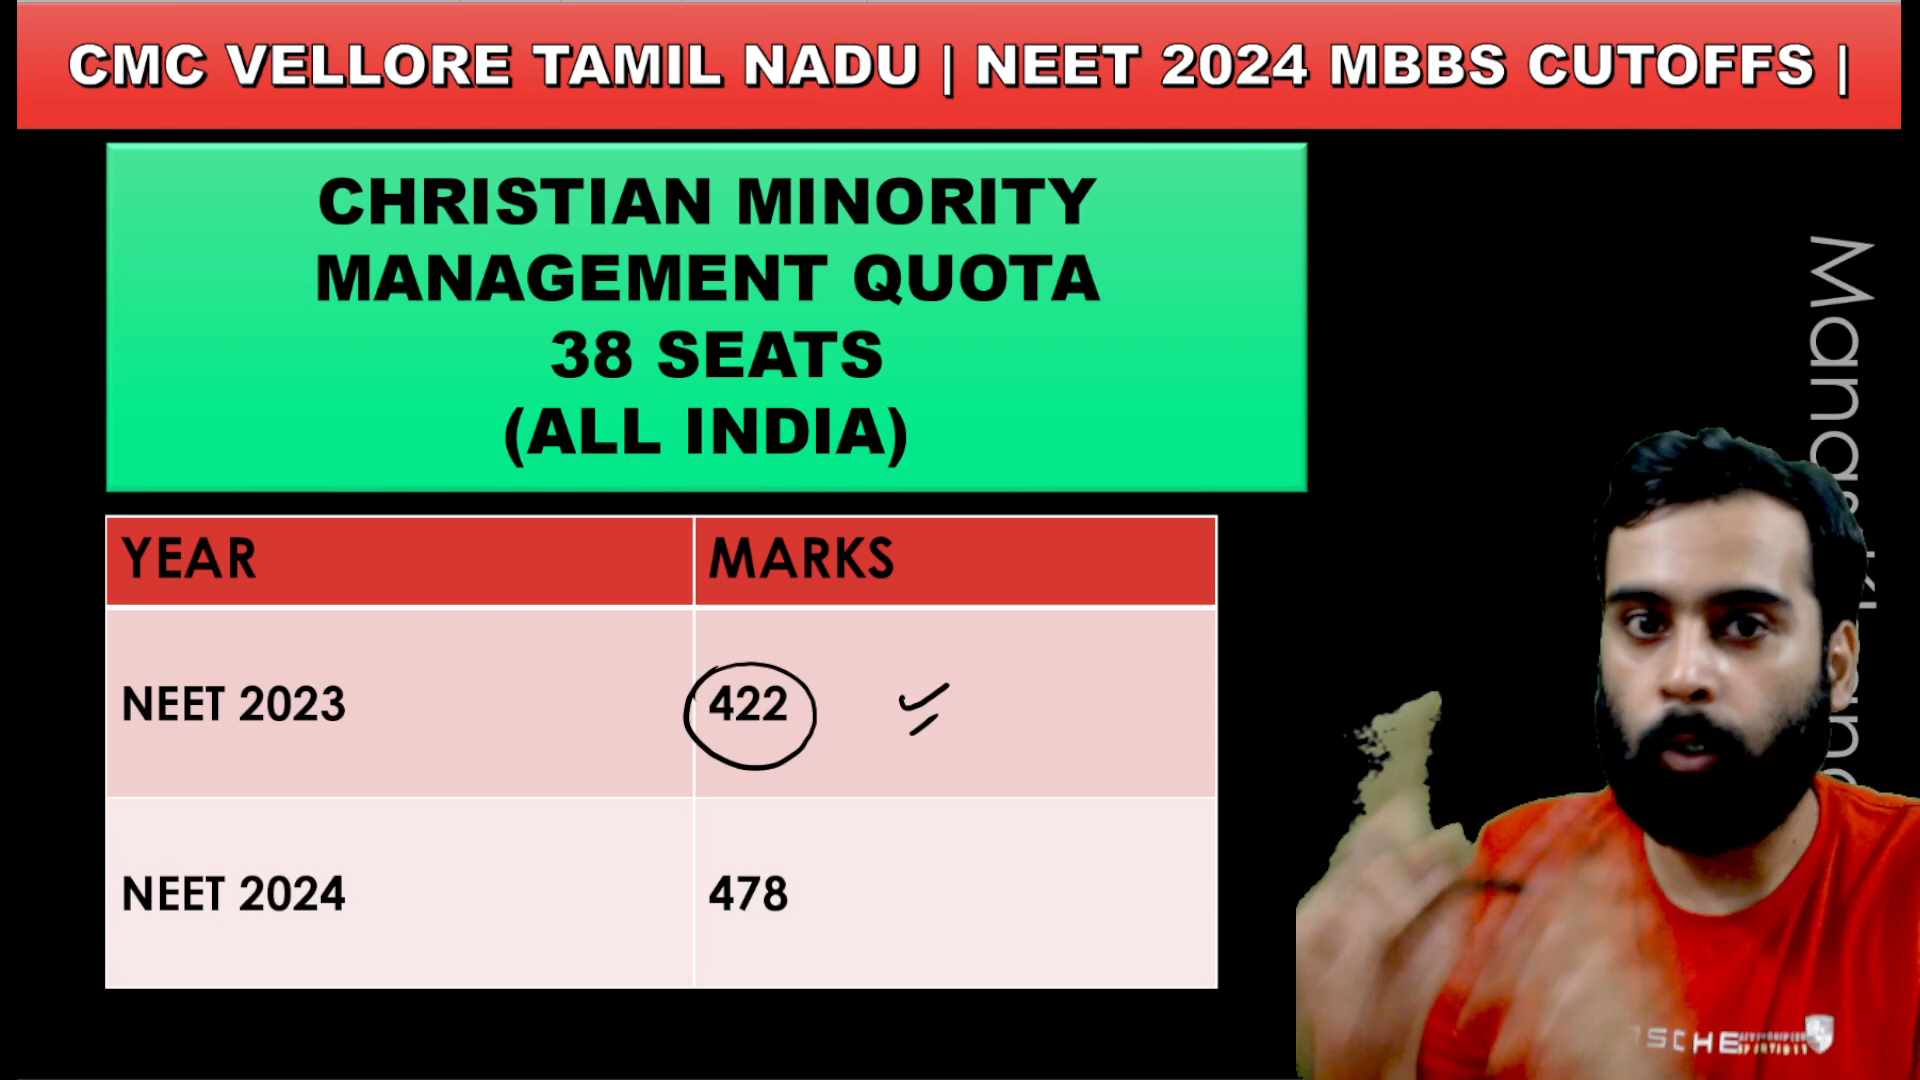 CMC VELLORE TAMIL NADU | NEET 2024 MBBS CUTOFFS |
CHRISTIAN MINORITY
MANAGEMENT QUOTA
38 SEATS
(ALL INDIA)
YEAR MARKS
NEET 2023 422
NEET 2024 478